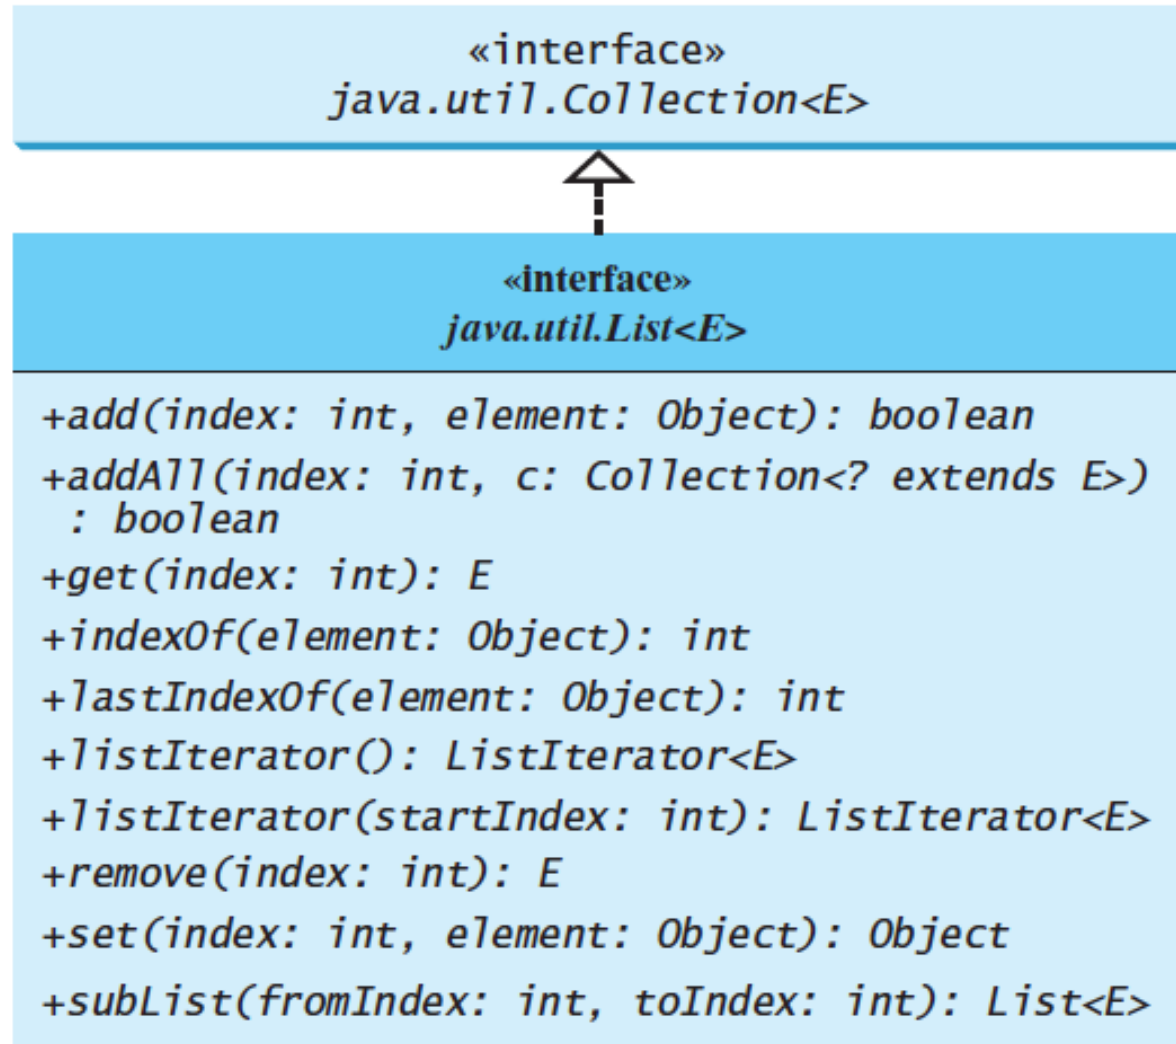 «interface»
java.util.Collection<E>
«interface»
java.util.List<E>
+add(index: int, element: Object): boolean
+addAll(index: int, c: Collection<? extends E>)
: boolean
+get(index: int): E
+indexOf(element: Object): int
+lastIndexOf(element: Object): int
+listIterator(): ListIterator<E>
+listIterator(startIndex: int): ListIterator<E>
+remove(index: int): E
+set(index: int, element: Object): Object
+subList(fromIndex: int, toIndex: int): List<E>